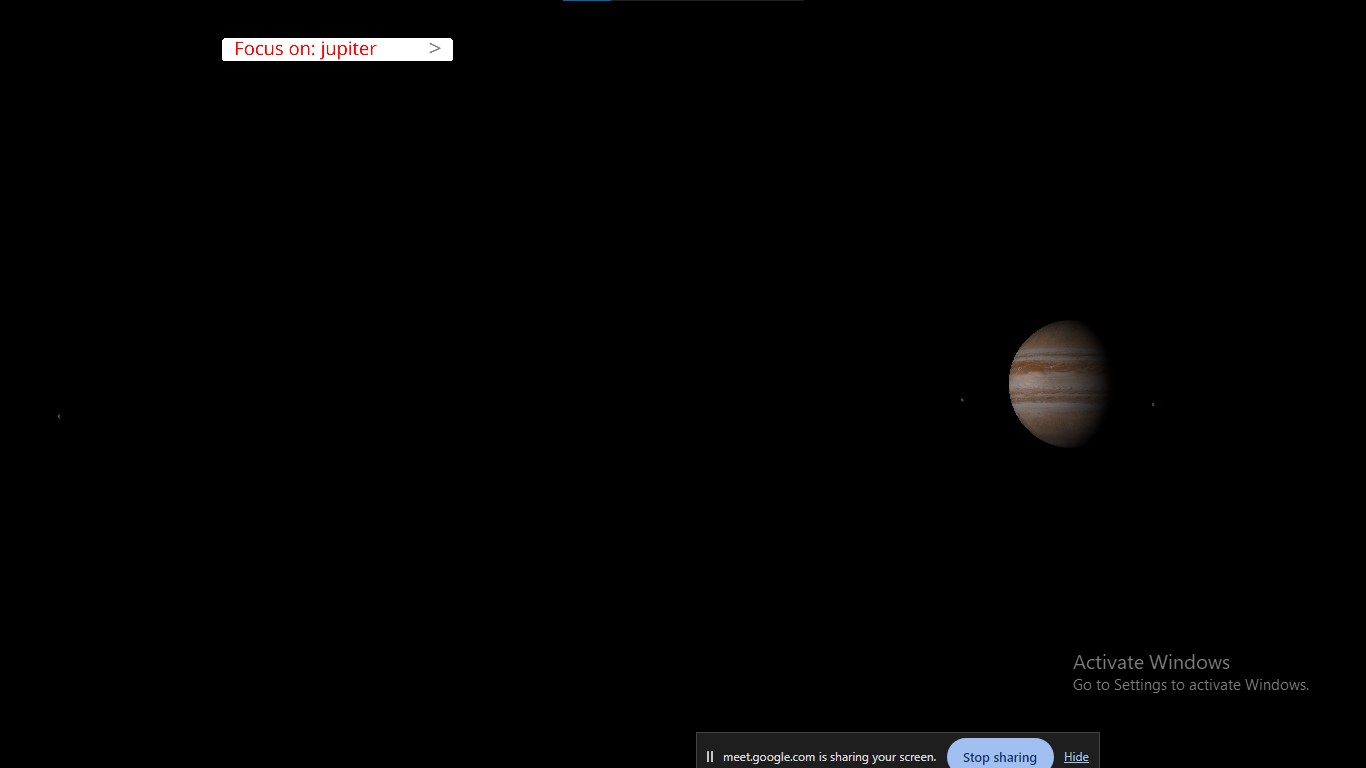 Focus on: jupiter >
Activate Windows
Go to Settings to activate Windows.
meet.google.com is sharing your screen. Stop sharing Hide